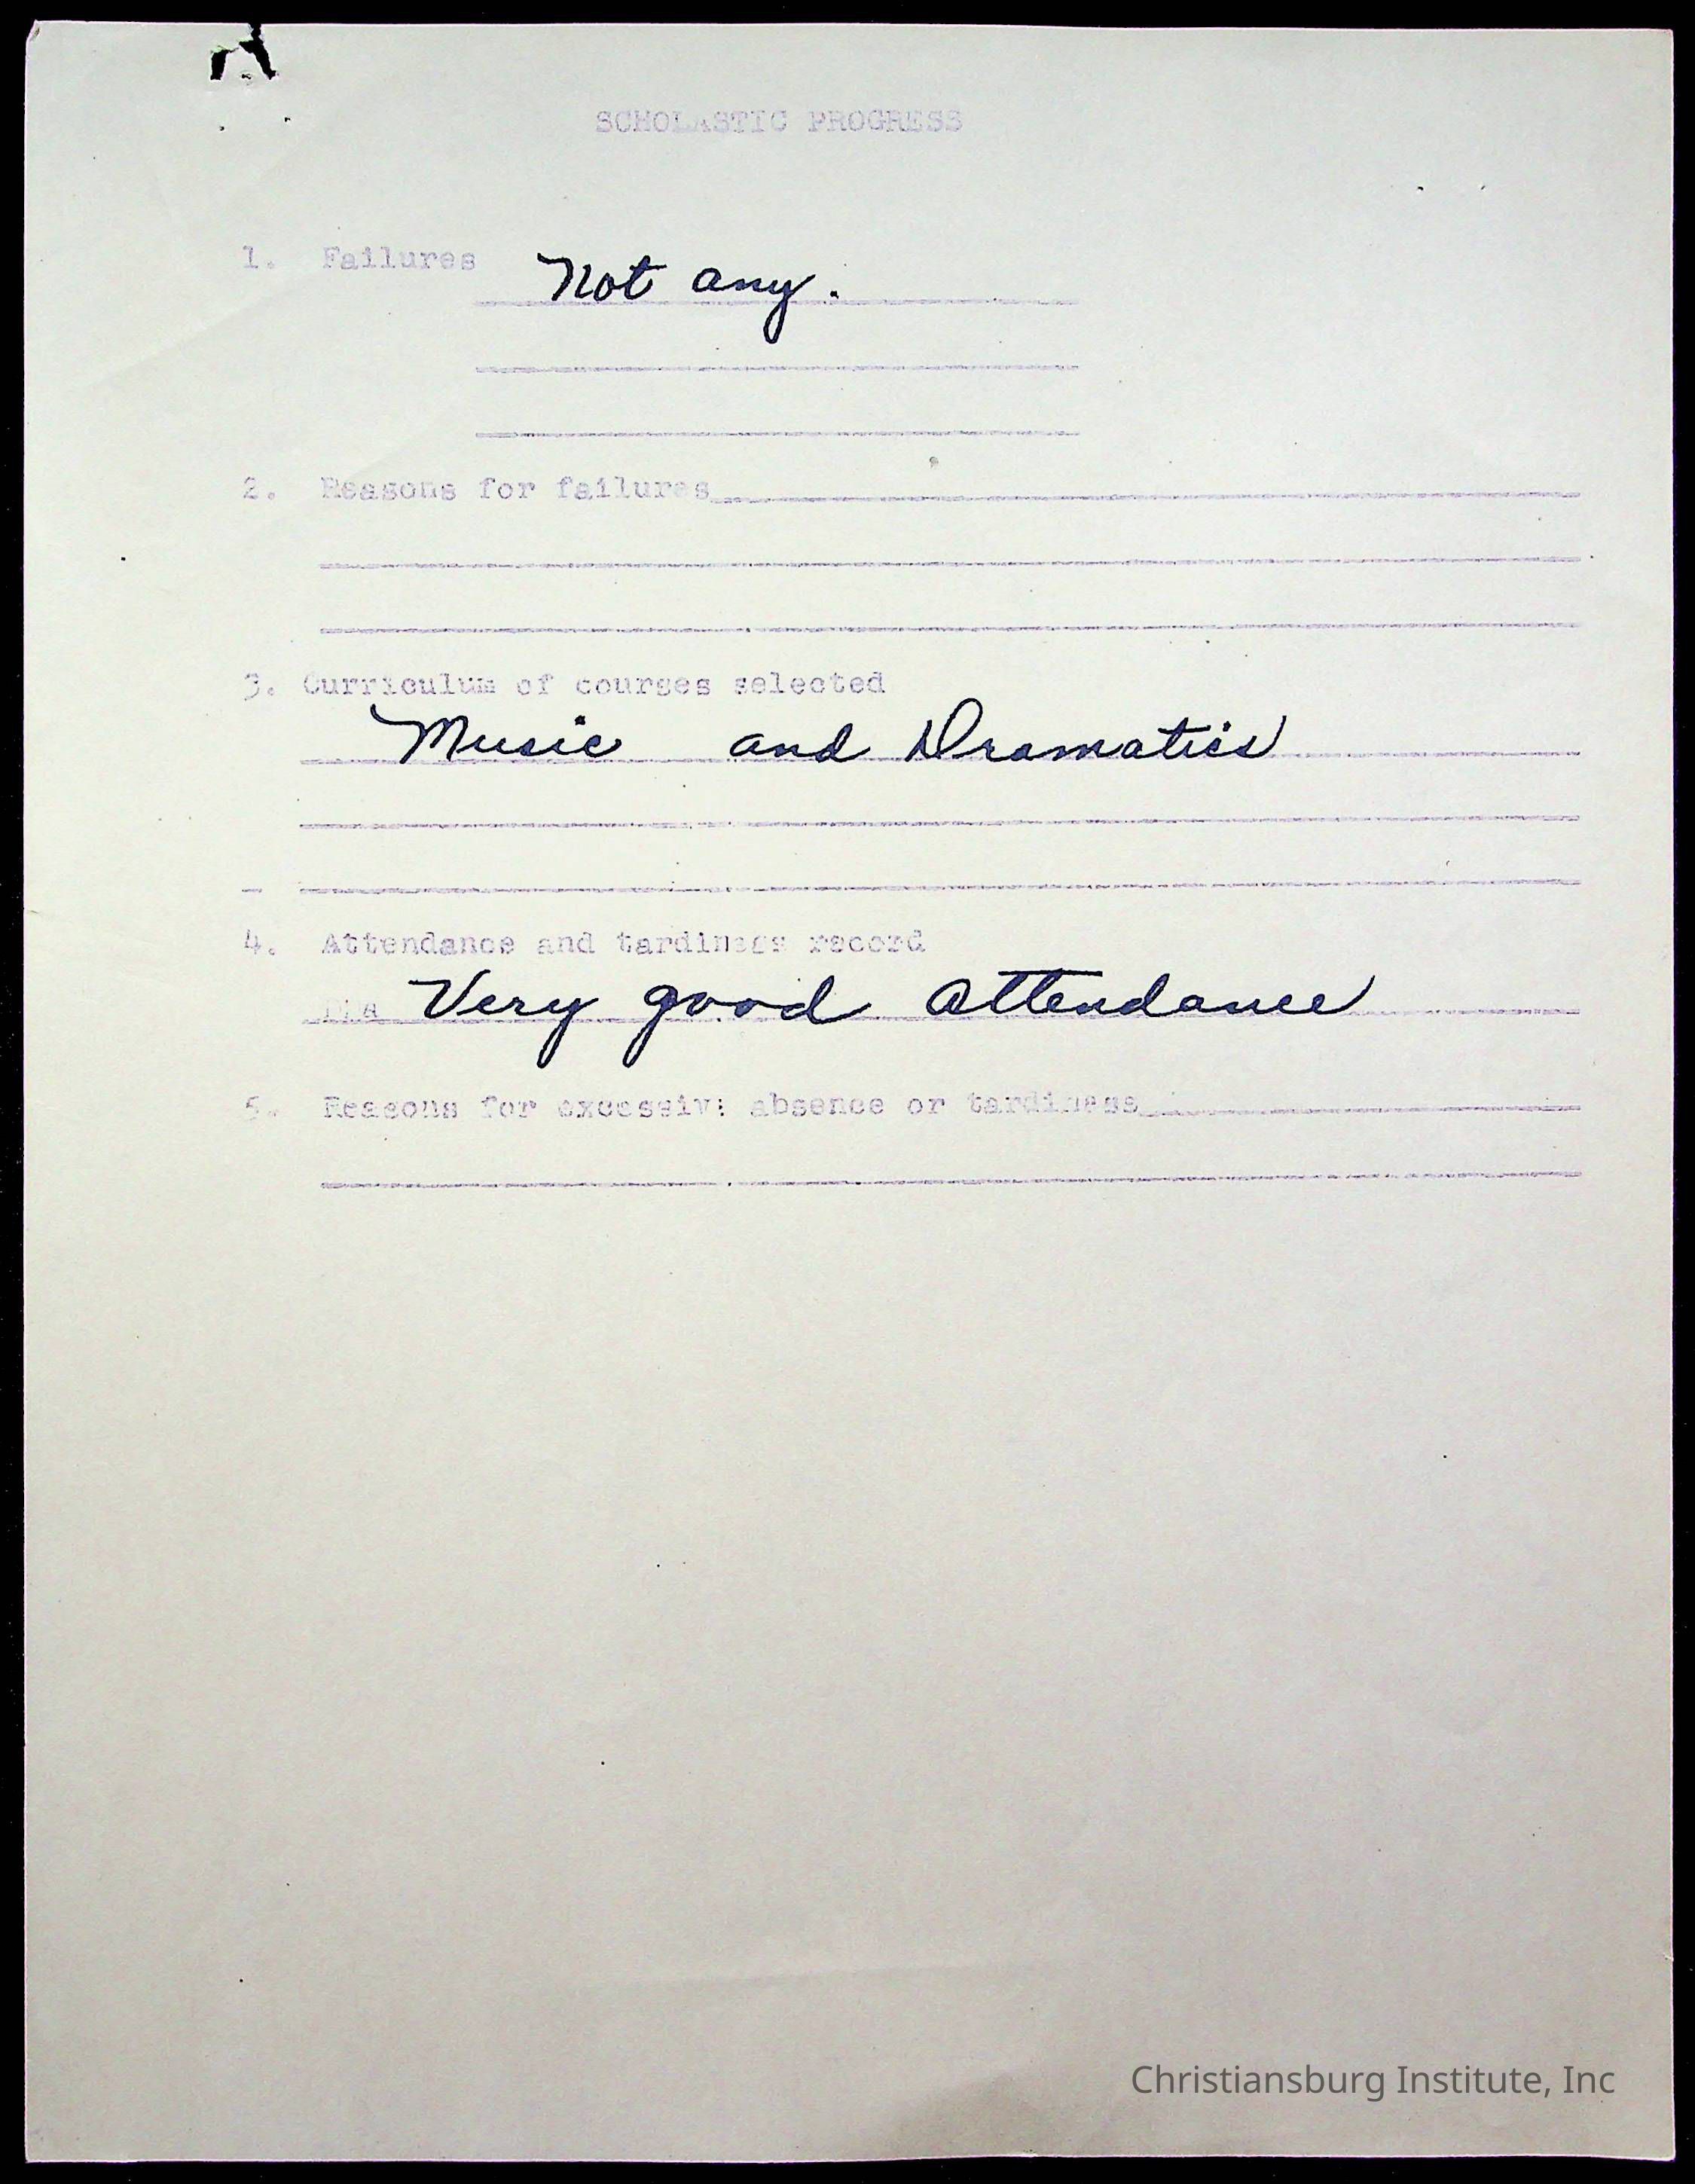 SCHOLASTIC PROGRESS
1. Failures Not any.
2. Reasons for failures
3. Curriculum of courses selected
Music and Dramatics
4. Attendance and tardiness record
Very good attendance
5. Reasons for excessive absence or tardiness
Christiansburg Institute, Inc